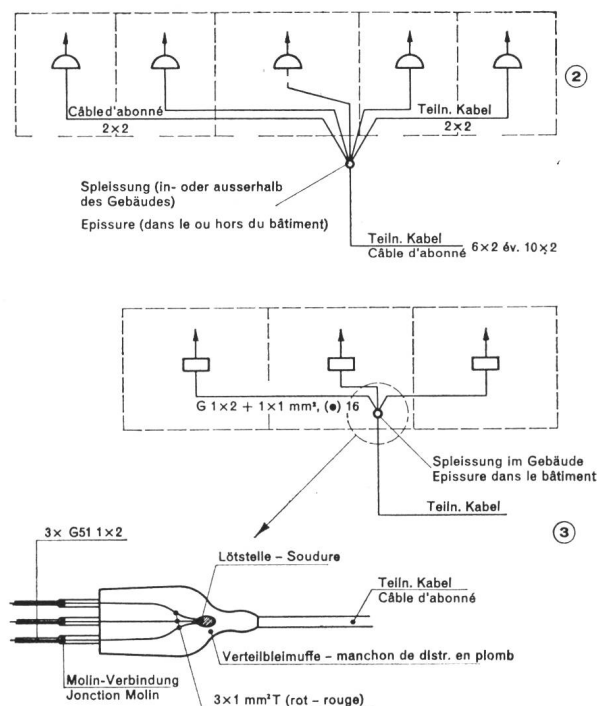 Câble d'abonné
2×2
Teiln. Kabel
2×2
2
Spleissung (in- oder ausserhalb
des Gebäudes)
Epissure (dans le ou hors du bâtiment)
Teiln. Kabel
Câble d'abonné
6×2 év. 10×2
G 1×2 + 1×1 mm², (●) 16
Spleissung im Gebäude
Epissure dans le bâtiment
Teiln. Kabel
3
3× G51 1×2
Lötstelle – Soudure
Teiln. Kabel
Câble d'abonné
Verteilbleimuffe – manchon de distr. en plomb
Molin-Verbindung
Jonction Molin
3×1 mm²T (rot – rouge)